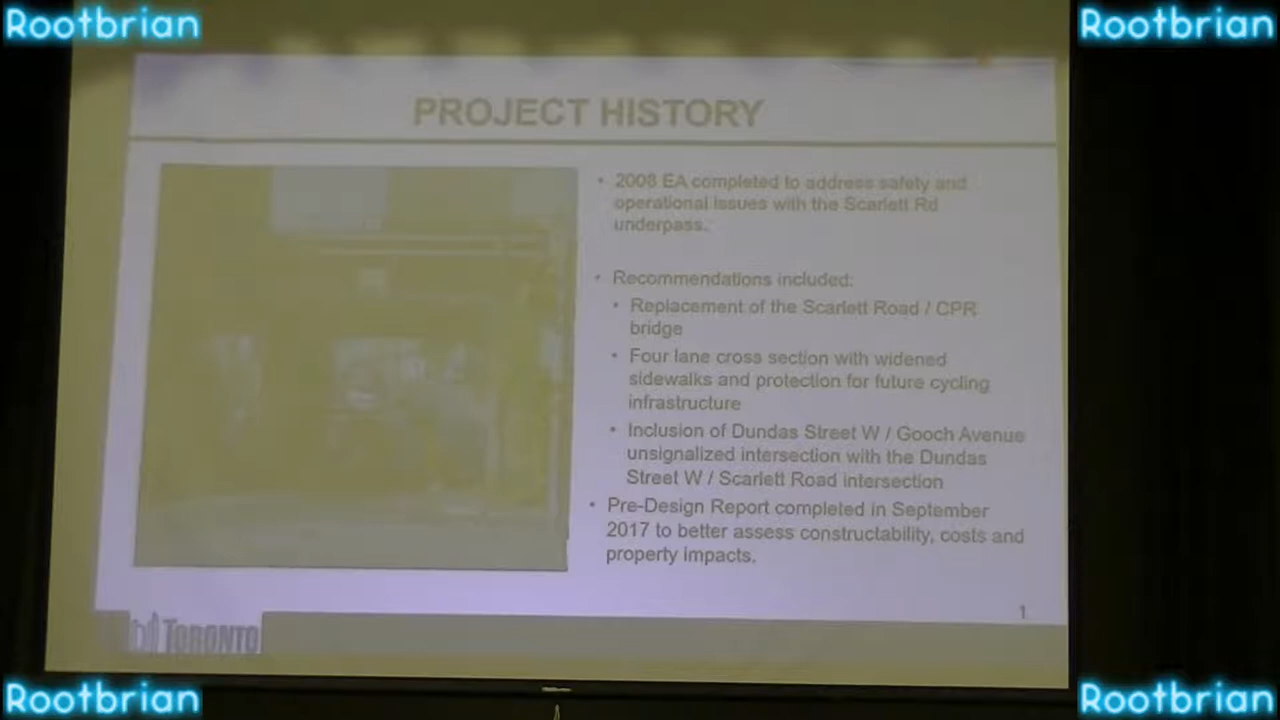 Rootbrian
Rootbrian
PROJECT HISTORY
• 2008 EA completed to address safety and
operational issues with the Scarlett Rd
underpass.
• Recommendations included:
• Replacement of the Scarlett Road / CPR
bridge
• Four lane cross section with widened
sidewalks and protection for future cycling
infrastructure
• Inclusion of Dundas Street W / Gooch Avenue
unsignalized intersection with the Dundas
Street W / Scarlett Road intersection
• Pre-Design Report completed in September
2017 to better assess constructability, costs and
property impacts.
1
TORONTO
Rootbrian
Rootbrian